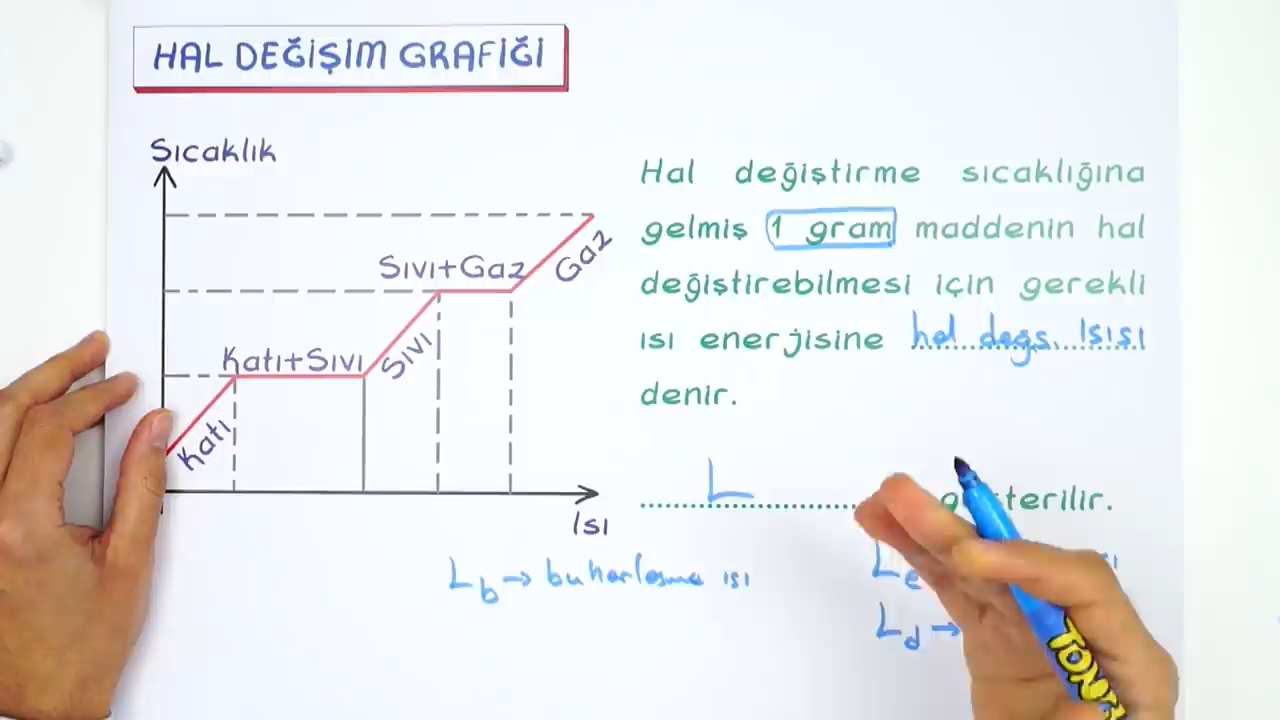 HAL DEĞİŞİM GRAFİĞİ
Sıcaklık
Sıvı+Gaz
Gaz
Katı+Sıvı
Sıvı
Katı
Isı
Hal değiştirme sıcaklığına
gelmiş 1 gram maddenin hal
değiştirebilmesi için gerekli
ısı enerjisine hal değş. ısısı
denir.
L gösterilir.
Lb → buharlaşma ısı
Le
Ld →